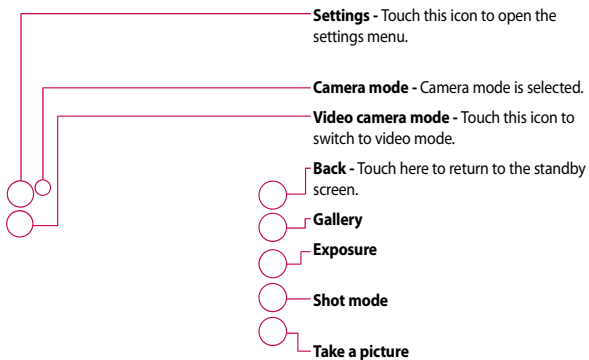 Settings - Touch this icon to open the
settings menu.
Camera mode - Camera mode is selected.
Video camera mode - Touch this icon to
switch to video mode.
Back - Touch here to return to the standby
screen.
Gallery
Exposure
Shot mode
Take a picture